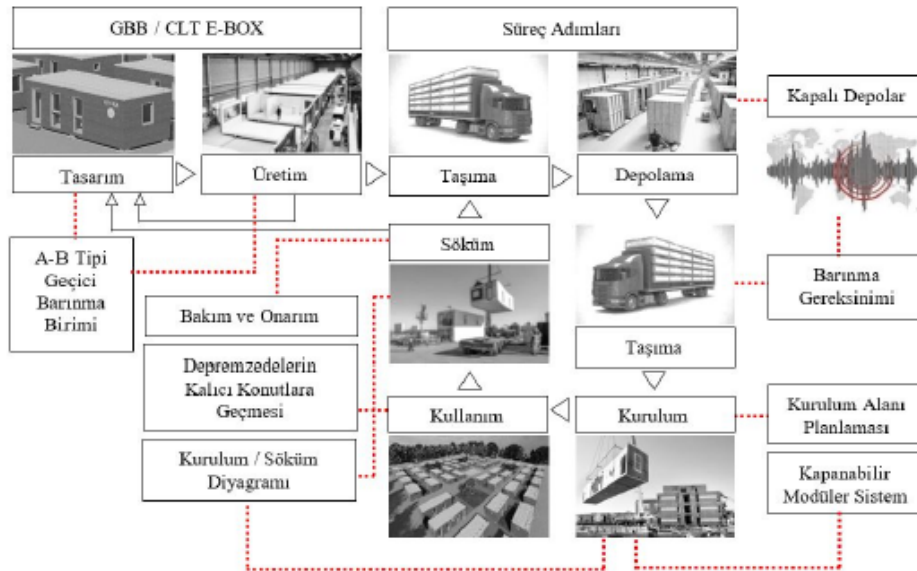 GBB / CLT E-BOX
Süreç Adımları
Kapalı Depolar
Tasarım
Üretim
Taşıma
Depolama
A-B Tipi
Geçici
Barınma
Birimi
Söküm
Barınma
Gereksinimi
Bakım ve Onarım
Taşıma
Depremzedelerin
Kalıcı Konutlara
Geçmesi
Kullanım
Kurulum
Kurulum Alanı
Planlaması
Kurulum / Söküm
Diyagramı
Kapanabilir
Modüler Sistem